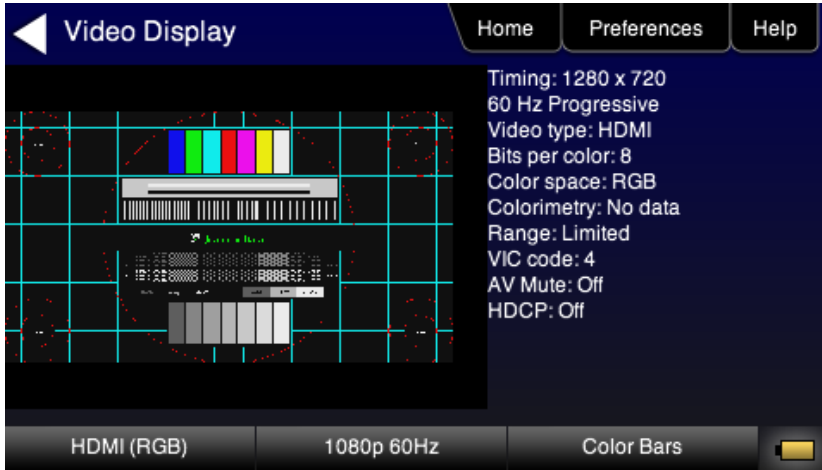 Video Display
Home
Preferences
Help
Timing: 1280 x 720
60 Hz Progressive
Video type: HDMI
Bits per color: 8
Color space: RGB
Colorimetry: No data
Range: Limited
VIC code: 4
AV Mute: Off
HDCP: Off
HDMI (RGB)
1080p 60Hz
Color Bars